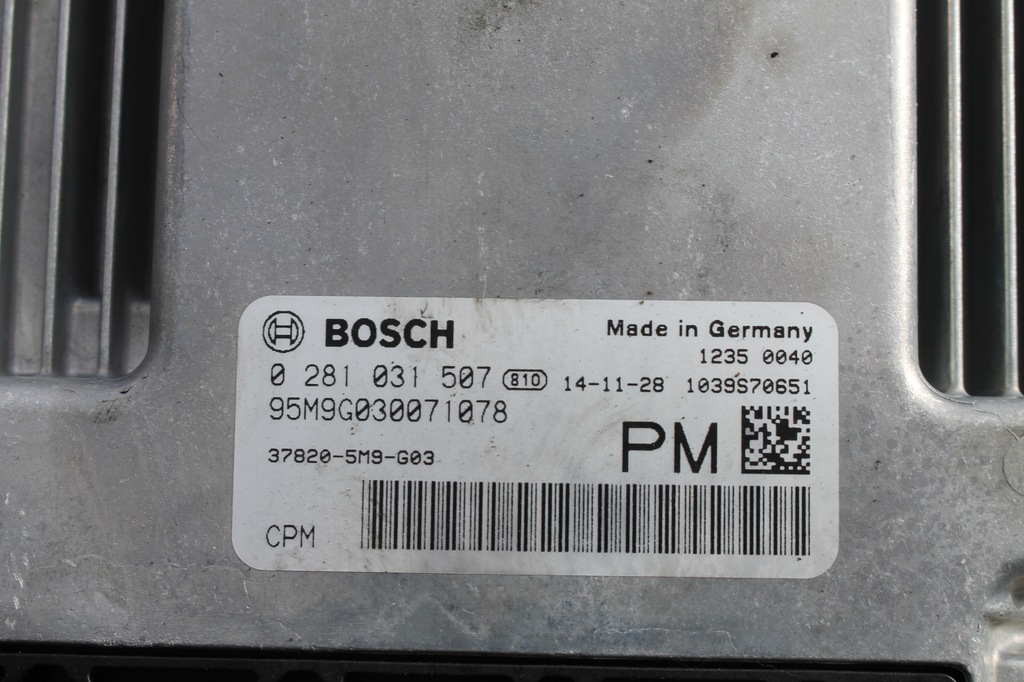 BOSCH Made in Germany
1235 0040
0 281 031 507 810 14-11-28 1039S70651
95M9G030071078
PM
37820-5M9-G03
CPM